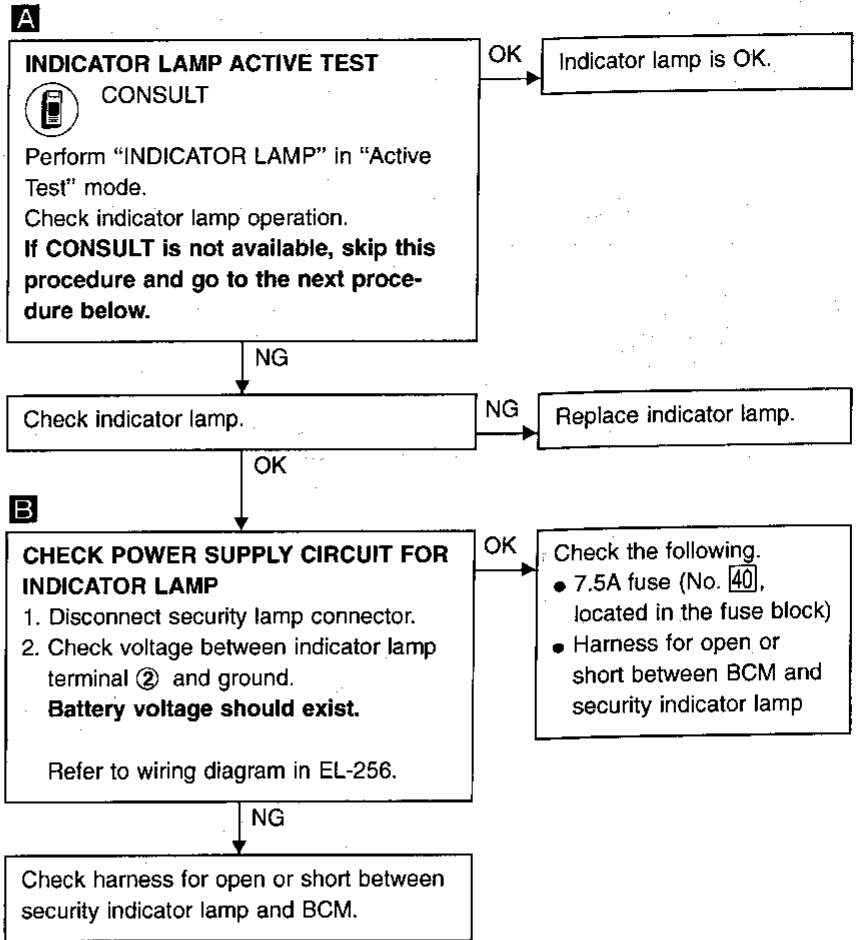 A
INDICATOR LAMP ACTIVE TEST
CONSULT
Perform “INDICATOR LAMP” in “Active
Test” mode.
Check indicator lamp operation.
If CONSULT is not available, skip this
procedure and go to the next proce-
dure below.
OK
Indicator lamp is OK.
NG
Check indicator lamp.
NG
Replace indicator lamp.
OK
B
CHECK POWER SUPPLY CIRCUIT FOR
INDICATOR LAMP
1. Disconnect security lamp connector.
2. Check voltage between indicator lamp
terminal ② and ground.
Battery voltage should exist.
Refer to wiring diagram in EL-256.
OK
Check the following.
● 7.5A fuse (No. 40,
located in the fuse block)
● Harness for open or
short between BCM and
security indicator lamp
NG
Check harness for open or short between
security indicator lamp and BCM.